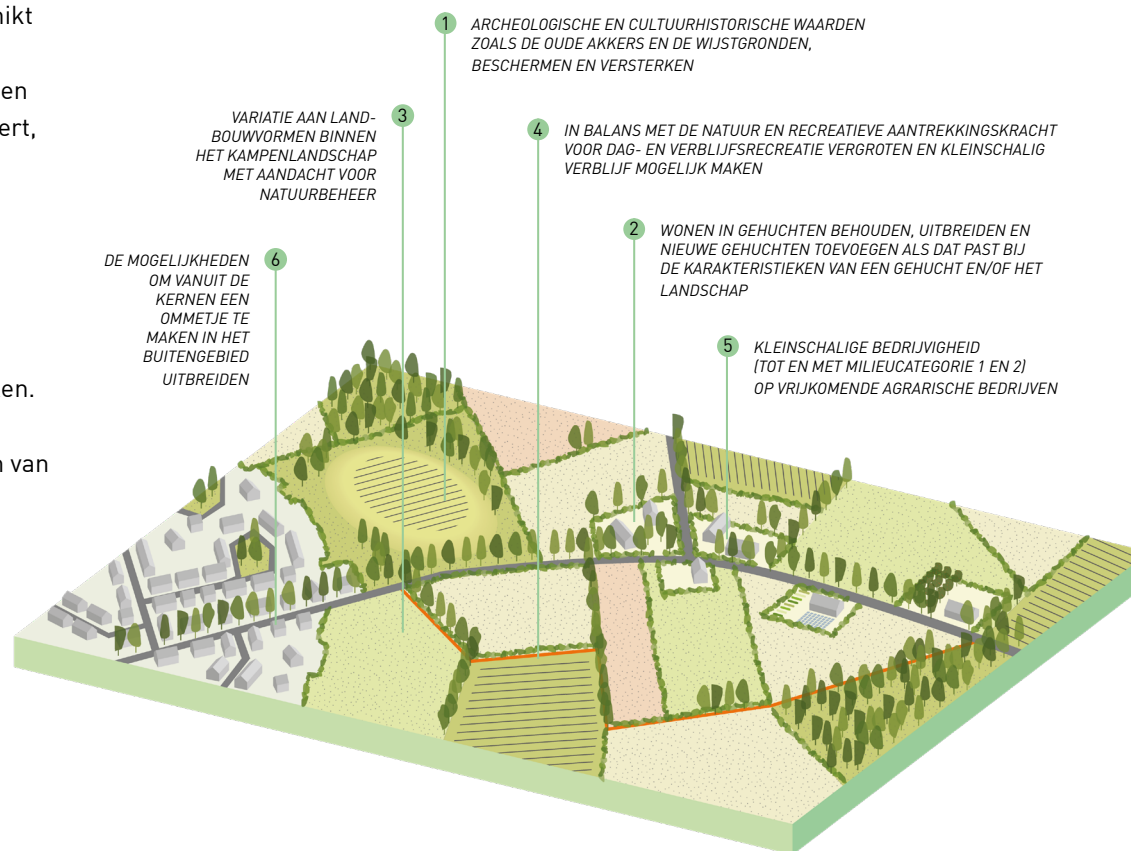 ikt
en
ert,
en.
n van
1
ARCHEOLOGISCHE EN CULTUURHISTORISCHE WAARDEN
ZOALS DE OUDE AKKERS EN DE WIJSTGRONDEN,
BESCHERMEN EN VERSTERKEN
3
VARIATIE AAN LAND-
BOUWVORMEN BINNEN
HET KAMPENLANDSCHAP
MET AANDACHT VOOR
NATUURBEHEER
4
IN BALANS MET DE NATUUR EN RECREATIEVE AANTREKKINGSKRACHT
VOOR DAG- EN VERBLIJFSRECREATIE VERGROTEN EN KLEINSCHALIG
VERBLIJF MOGELIJK MAKEN
2
WONEN IN GEHUCHTEN BEHOUDEN, UITBREIDEN EN
NIEUWE GEHUCHTEN TOEVOEGEN ALS DAT PAST BIJ
DE KARAKTERISTIEKEN VAN EEN GEHUCHT EN/OF HET
LANDSCHAP
6
DE MOGELIJKHEDEN
OM VANUIT DE
KERNEN EEN
OMMETJE TE
MAKEN IN HET
BUITENGEBIED
UITBREIDEN
5
KLEINSCHALIGE BEDRIJVIGHEID
(TOT EN MET MILIEUCATEGORIE 1 EN 2)
OP VRIJKOMENDE AGRARISCHE BEDRIJVEN